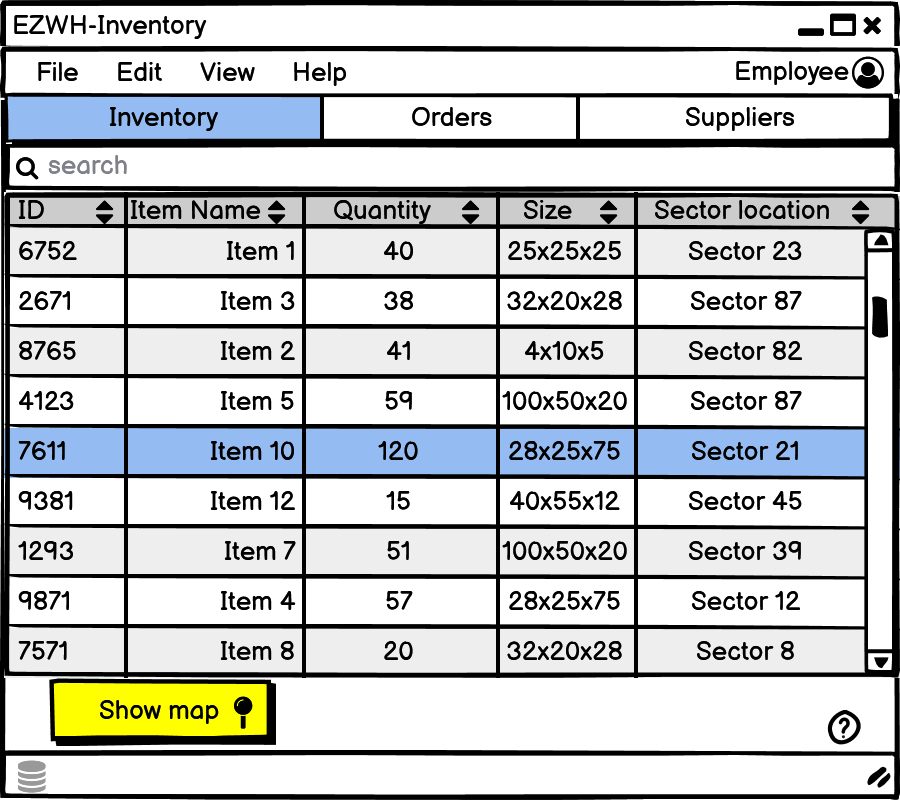 EZWH-Inventory
File Edit View Help Employee
Inventory Orders Suppliers
search
ID Item Name Quantity Size Sector location
6752 Item 1 40 25x25x25 Sector 23
2671 Item 3 38 32x20x28 Sector 87
8765 Item 2 41 4x10x5 Sector 82
4123 Item 5 59 100x50x20 Sector 87
7611 Item 10 120 28x25x75 Sector 21
9381 Item 12 15 40x55x12 Sector 45
1293 Item 7 51 100x50x20 Sector 39
9871 Item 4 57 28x25x75 Sector 12
7571 Item 8 20 32x20x28 Sector 8
Show map
?